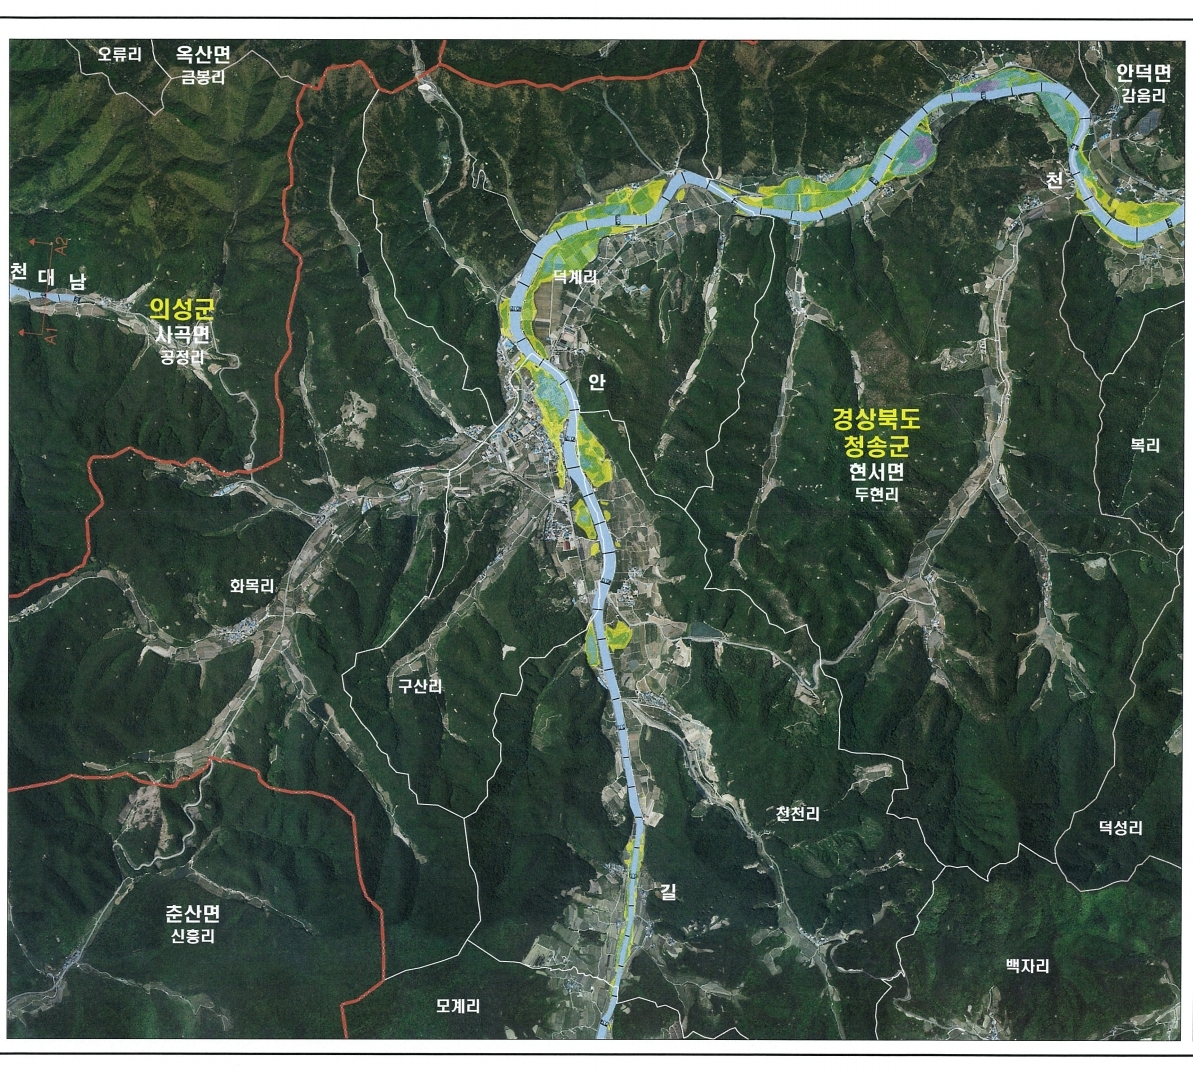 오류리
옥산면
금봉리
안덕면
감음리
천
A2
천 대 남
A1
의성군
사곡면
공정리
덕계리
안
경상북도
청송군
현서면
두현리
복리
화목리
구산리
천천리
덕성리
길
춘산면
신흥리
백자리
모계리